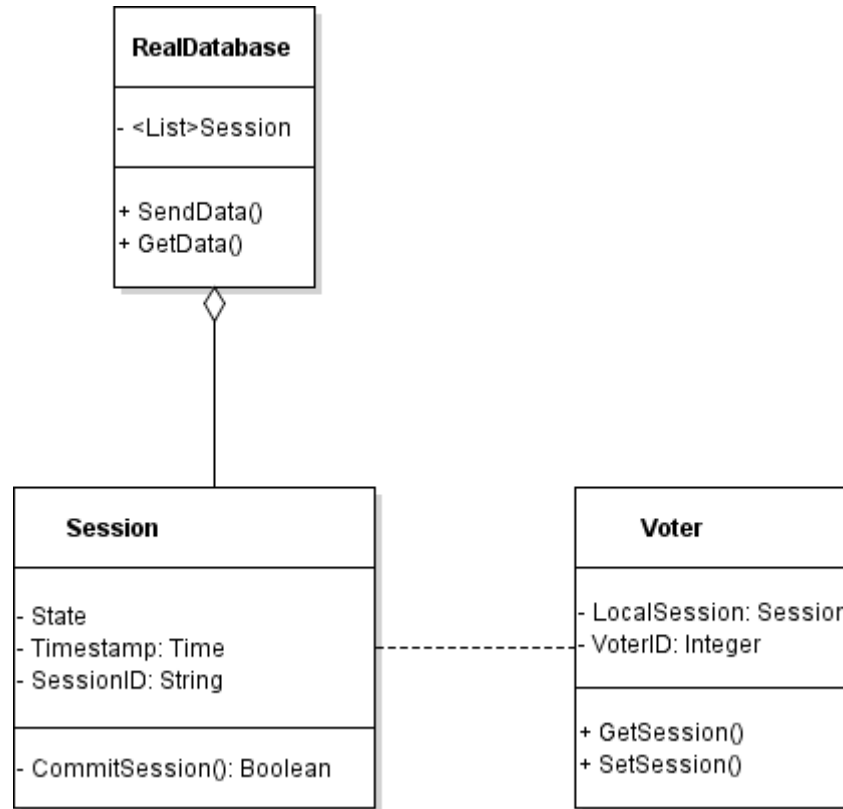 RealDatabase
- <List>Session
+ SendData()
+ GetData()
Session
- State
- Timestamp: Time
- SessionID: String
- CommitSession(): Boolean
Voter
- LocalSession: Session
- VoterID: Integer
+ GetSession()
+ SetSession()